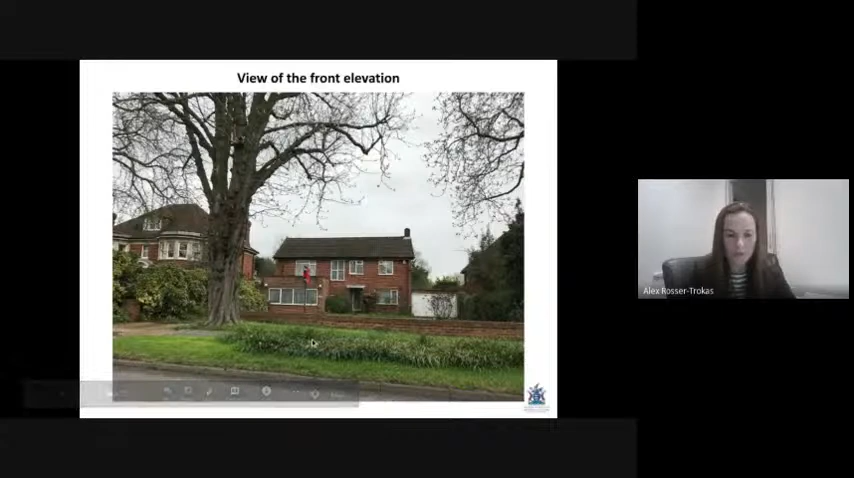 View of the front elevation
Alex Rosser-Trokas